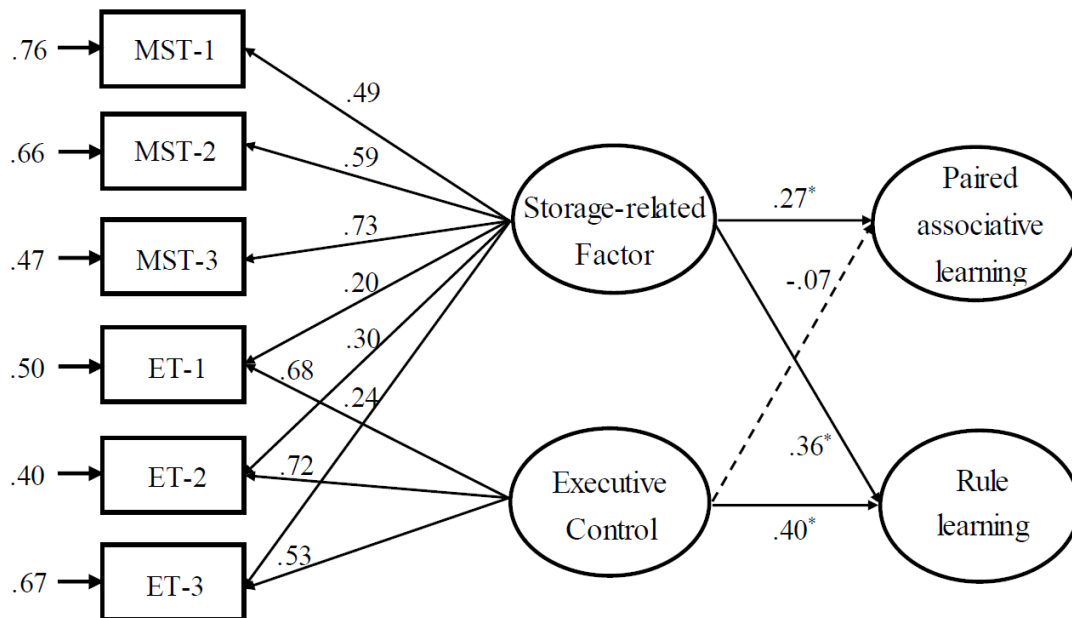 .76
MST-1
.49
.66
MST-2
.59
.47
MST-3
.73
.50
ET-1
.20
.68
.40
ET-2
.30
.24
.72
.67
ET-3
.53
Storage-related
Factor
Executive
Control
.27*
-.07
.36*
.40*
Paired
associative
learning
Rule
learning